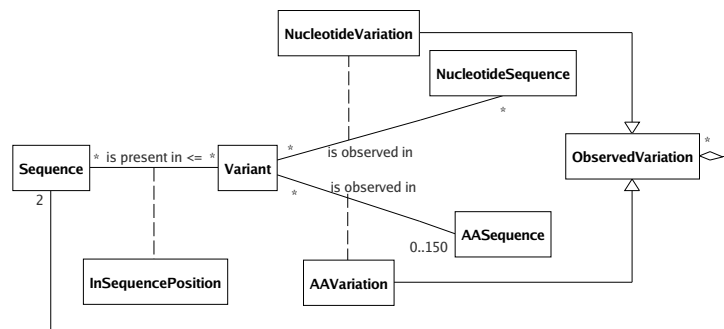 NucleotideVariation
NucleotideSequence
*
* is observed in
ObservedVariation *
Sequence * is present in <= * Variant
is observed in
*
2
AASequence
0..150
InSequencePosition
AAVariation